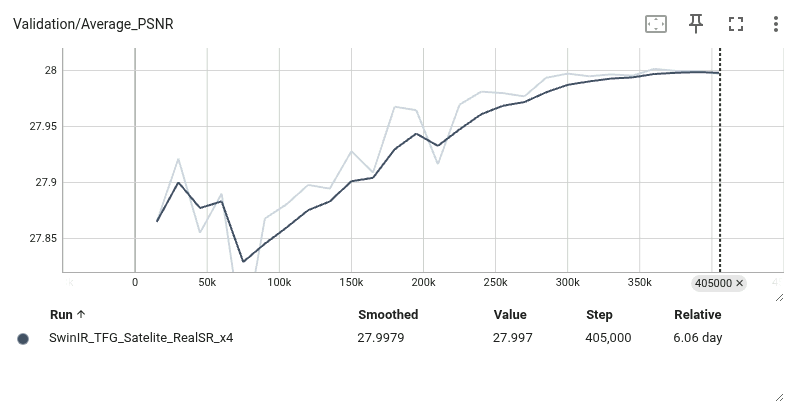 Validation/Average_PSNR
28
27.95
27.9
27.85
0 50k 100k 150k 200k 250k 300k 350k 405000 ×
Run ↑ Smoothed Value Step Relative
SwinIR_TFG_Satelite_RealSR_x4 27.9979 27.997 405,000 6.06 day